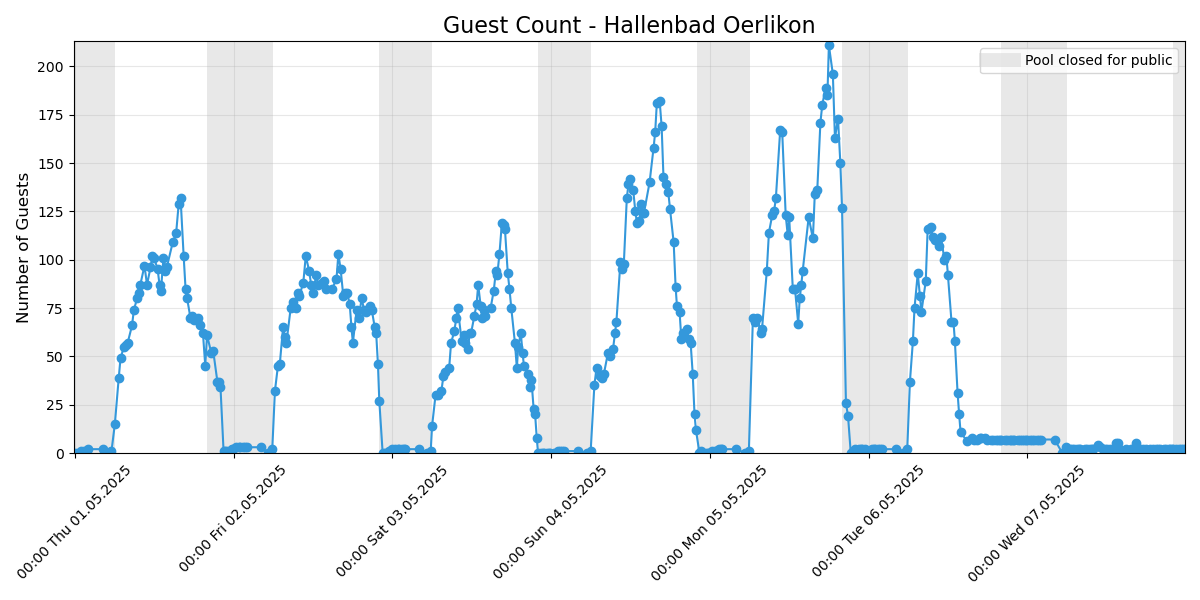 Guest Count - Hallenbad Oerlikon
Pool closed for public
Number of Guests
200
175
150
125
100
75
50
25
0
00:00 Thu 01.05.2025
00:00 Fri 02.05.2025
00:00 Sat 03.05.2025
00:00 Sun 04.05.2025
00:00 Mon 05.05.2025
00:00 Tue 06.05.2025
00:00 Wed 07.05.2025